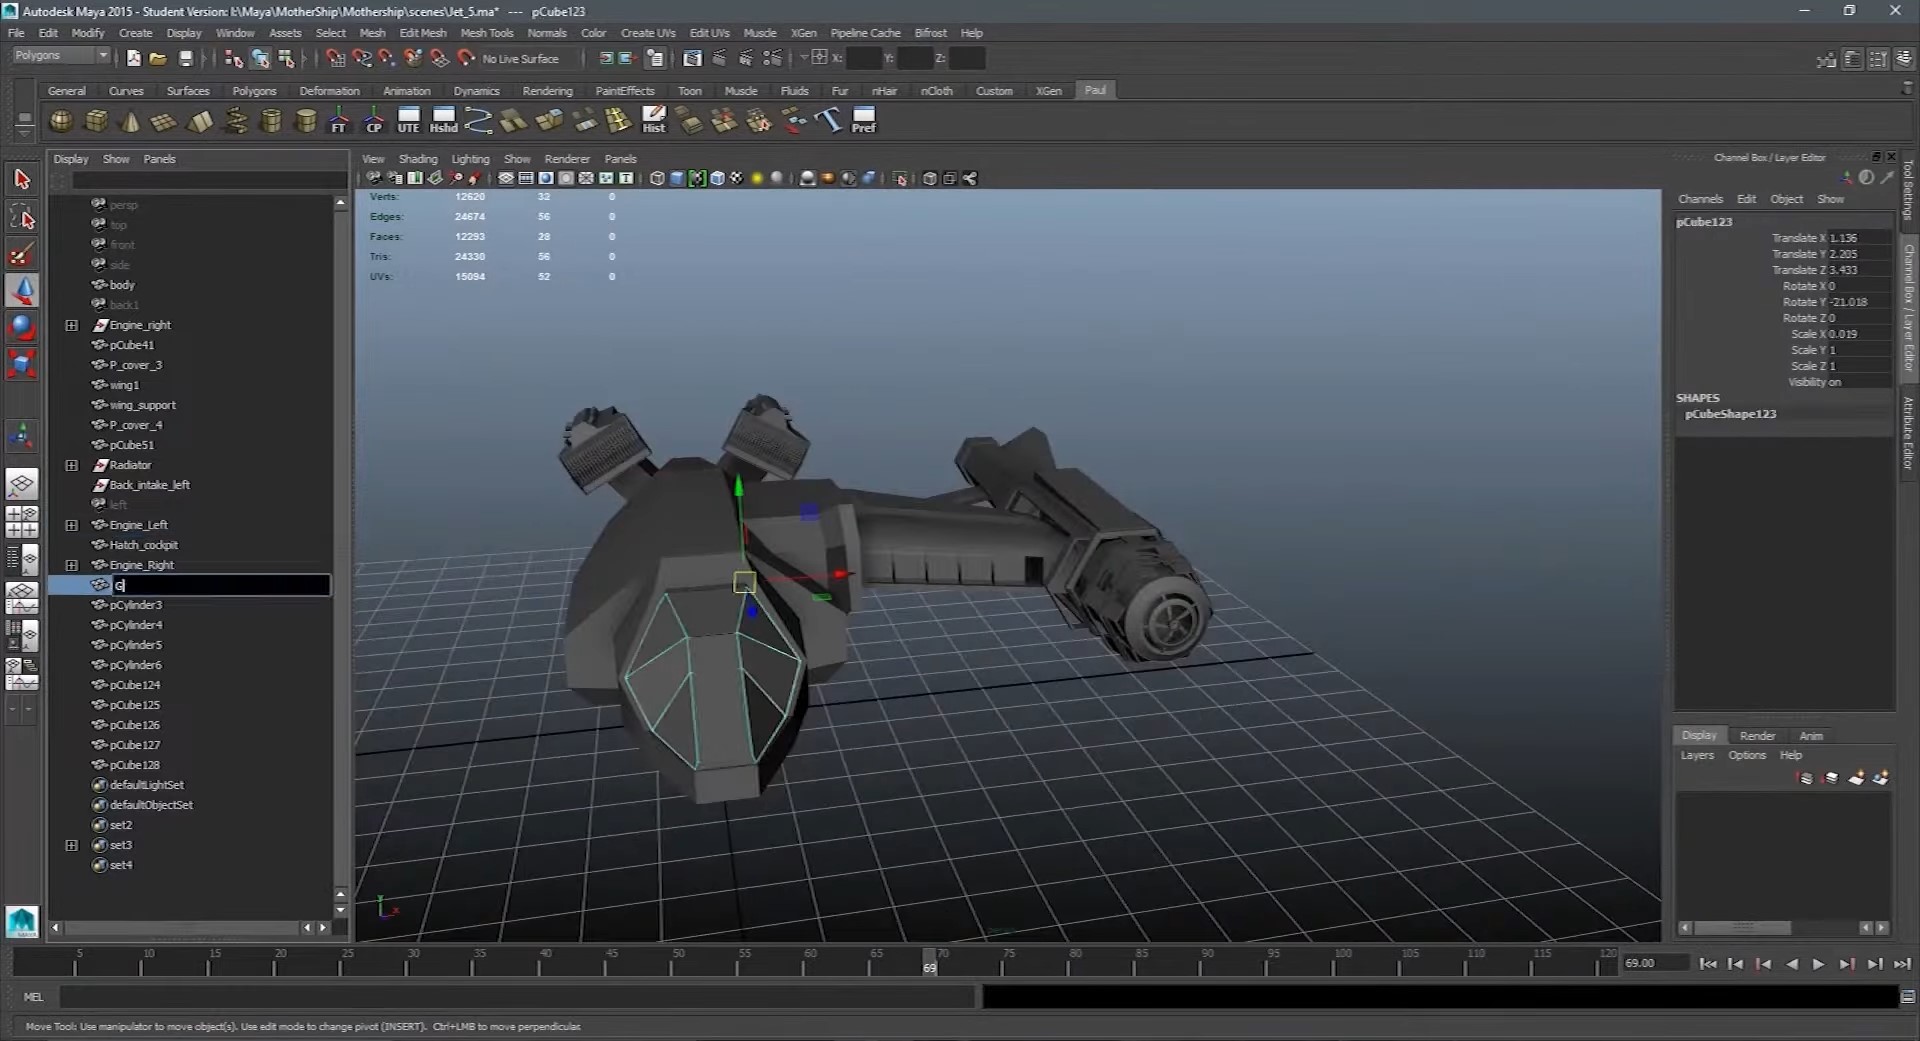 Autodesk Maya 2015 - Student Version: I:\Maya\MotherShip\Mothership\scenes\Jet_5.ma*   ---   pCube123
File Edit Modify Create Display Window Assets Select Mesh Edit Mesh Mesh Tools Normals Color Create UVs Edit UVs Muscle XGen Pipeline Cache Bifrost Help
Polygons No Live Surface X: Y: Z:
General Curves Surfaces Polygons Deformation Animation Dynamics Rendering PaintEffects Toon Muscle Fluids Fur nHair nCloth Custom XGen Paul
FT CP UTE Hshd Hist Pref
Display Show Panels
View Shading Lighting Show Renderer Panels
Channel Box / Layer Editor
Channels Edit Object Show
persp
top
front
side
body
back1
Engine_right
pCube41
P_cover_3
wing1
wing_support
P_cover_4
pCube51
Radiator
Back_intake_left
left
Engine_Left
Hatch_cockpit
Engine_Right
G
pCylinder3
pCylinder4
pCylinder5
pCylinder6
pCube124
pCube125
pCube126
pCube127
pCube128
defaultLightSet
defaultObjectSet
set2
set3
set4
Verts: 12620 32 0
Edges: 24674 56 0
Faces: 12293 28 0
Tris: 24330 56 0
UVs: 15094 52 0
y
x
pCube123
Translate X 1.136
Translate Y 2.205
Translate Z 3.433
Rotate X 0
Rotate Y -21.018
Rotate Z 0
Scale X 0.019
Scale Y 1
Scale Z 1
Visibility on
SHAPES
pCubeShape123
Display Render Anim
Layers Options Help
Tool Settings
Channel Box / Layer Editor
Attribute Editor
MAYA
5 10 15 20 25 30 35 40 45 50 55 60 65 70 75 80 85 90 95 100 105 110 115 120
69
69.00
MEL
Move Tool: Use manipulator to move object(s). Use edit mode to change pivot (INSERT). Ctrl+LMB to move perpendicular.